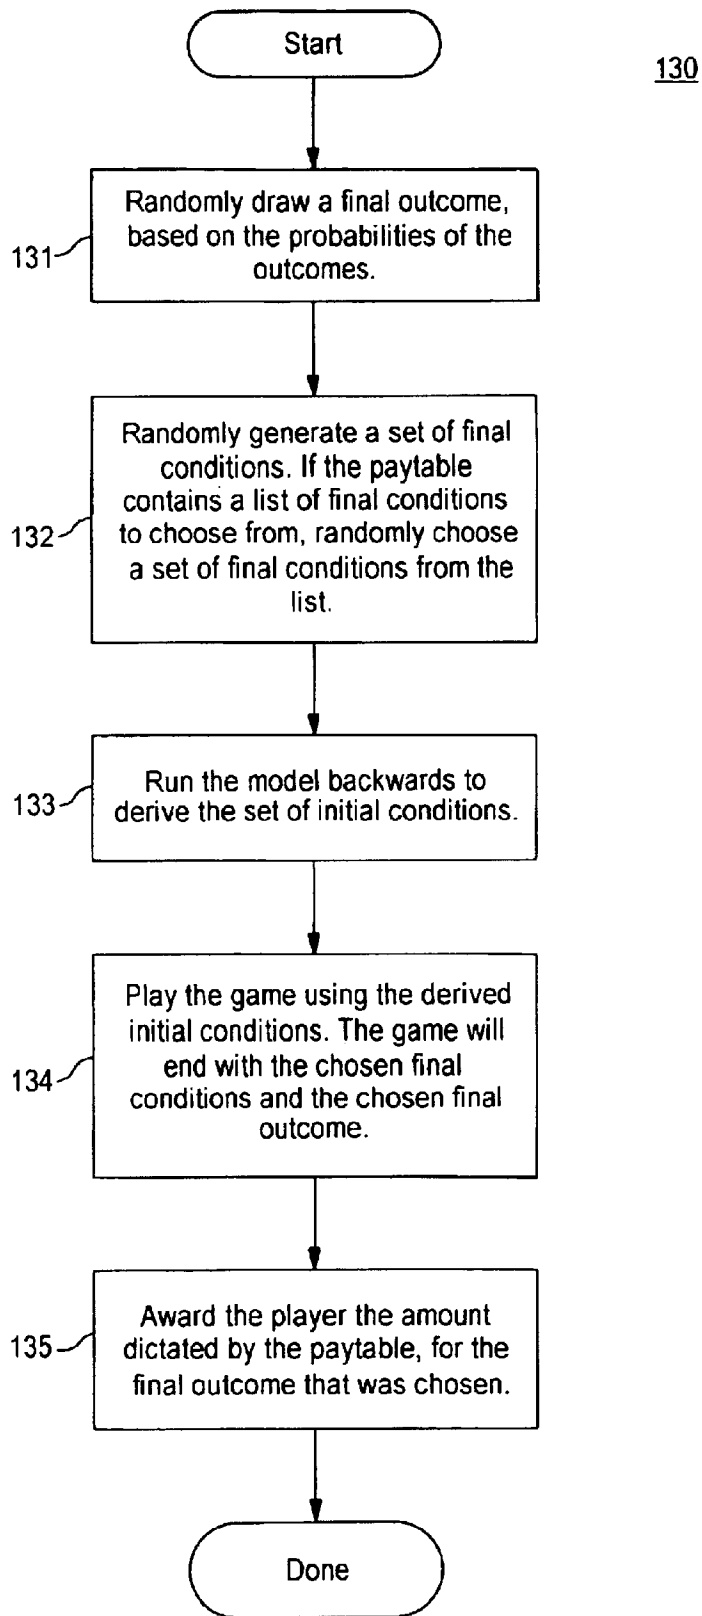 Start
130
Randomly draw a final outcome,
based on the probabilities of the
outcomes.
131
Randomly generate a set of final
conditions. If the paytable
contains a list of final conditions
to choose from, randomly choose
a set of final conditions from the
list.
132
Run the model backwards to
derive the set of initial conditions.
133
Play the game using the derived
initial conditions. The game will
end with the chosen final
conditions and the chosen final
outcome.
134
Award the player the amount
dictated by the paytable, for the
final outcome that was chosen.
135
Done